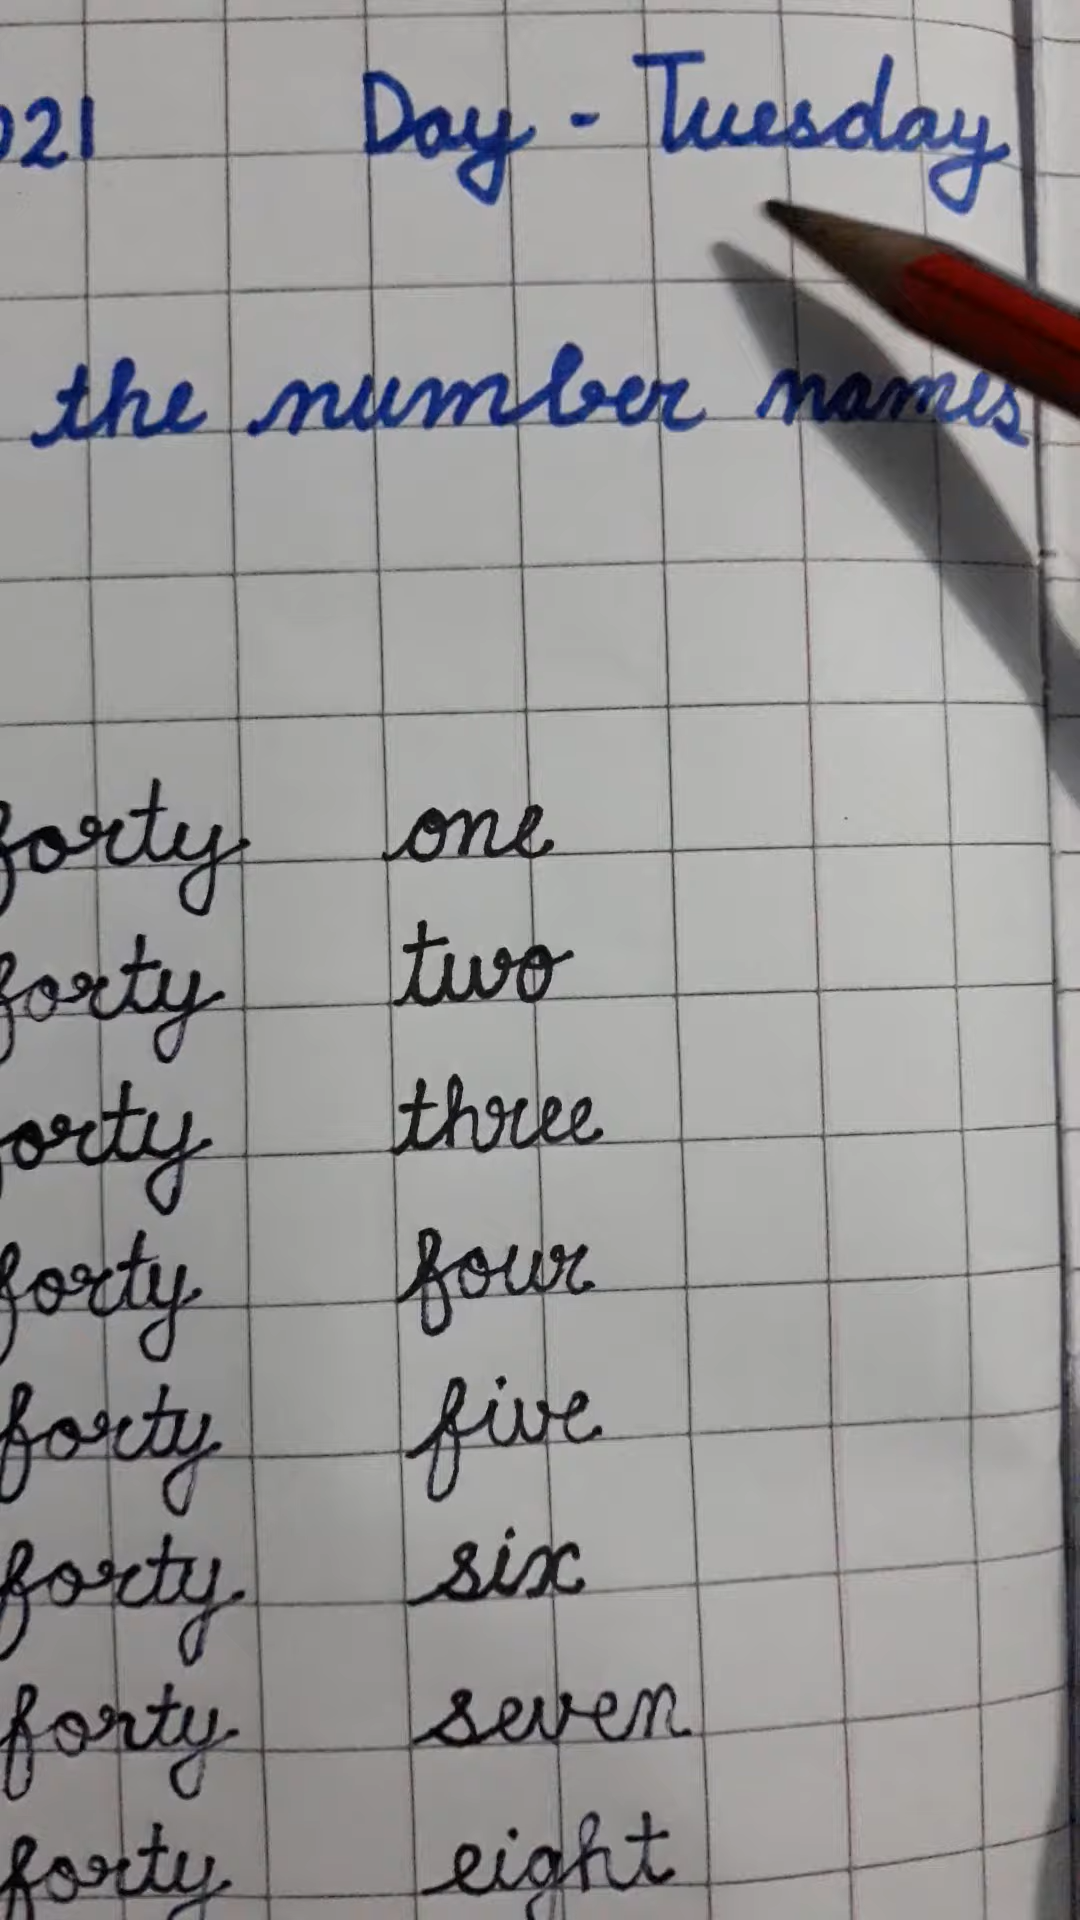 021 Day - Tuesday
the number names
forty one
forty two
forty three
forty four
forty five
forty six
forty seven
forty eight